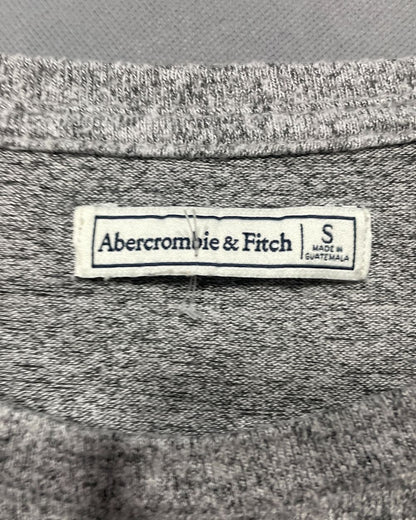 Abercrombie & Fitch
S
MADE IN
GUATEMALA